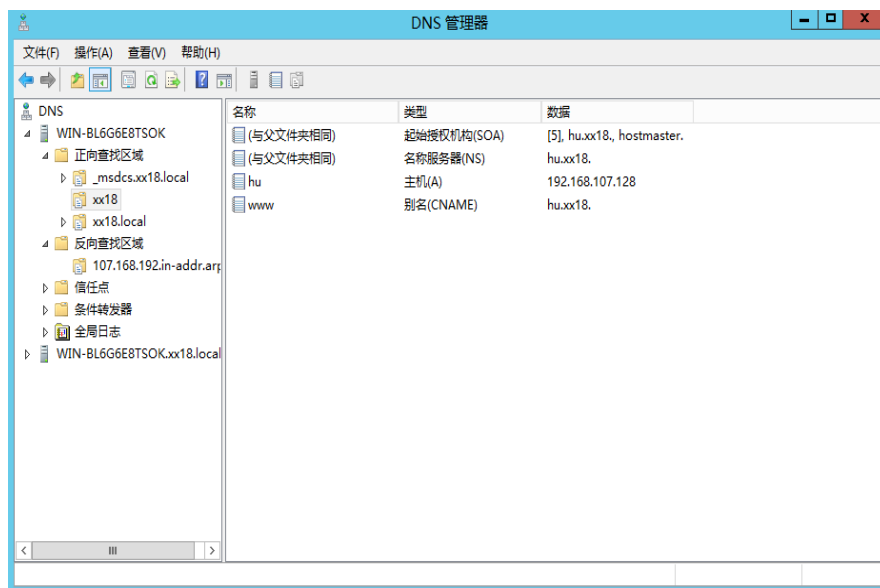 DNS 管理器
文件(F) 操作(A) 查看(V) 帮助(H)
DNS
WIN-BL6G6E8TSOK
正向查找区域
_msdcs.xx18.local
xx18
xx18.local
反向查找区域
107.168.192.in-addr.arp
信任点
条件转发器
全局日志
WIN-BL6G6E8TSOK.xx18.local
名称 类型 数据
(与父文件夹相同) 起始授权机构(SOA) [5], hu.xx18., hostmaster.
(与父文件夹相同) 名称服务器(NS) hu.xx18.
hu 主机(A) 192.168.107.128
www 别名(CNAME) hu.xx18.